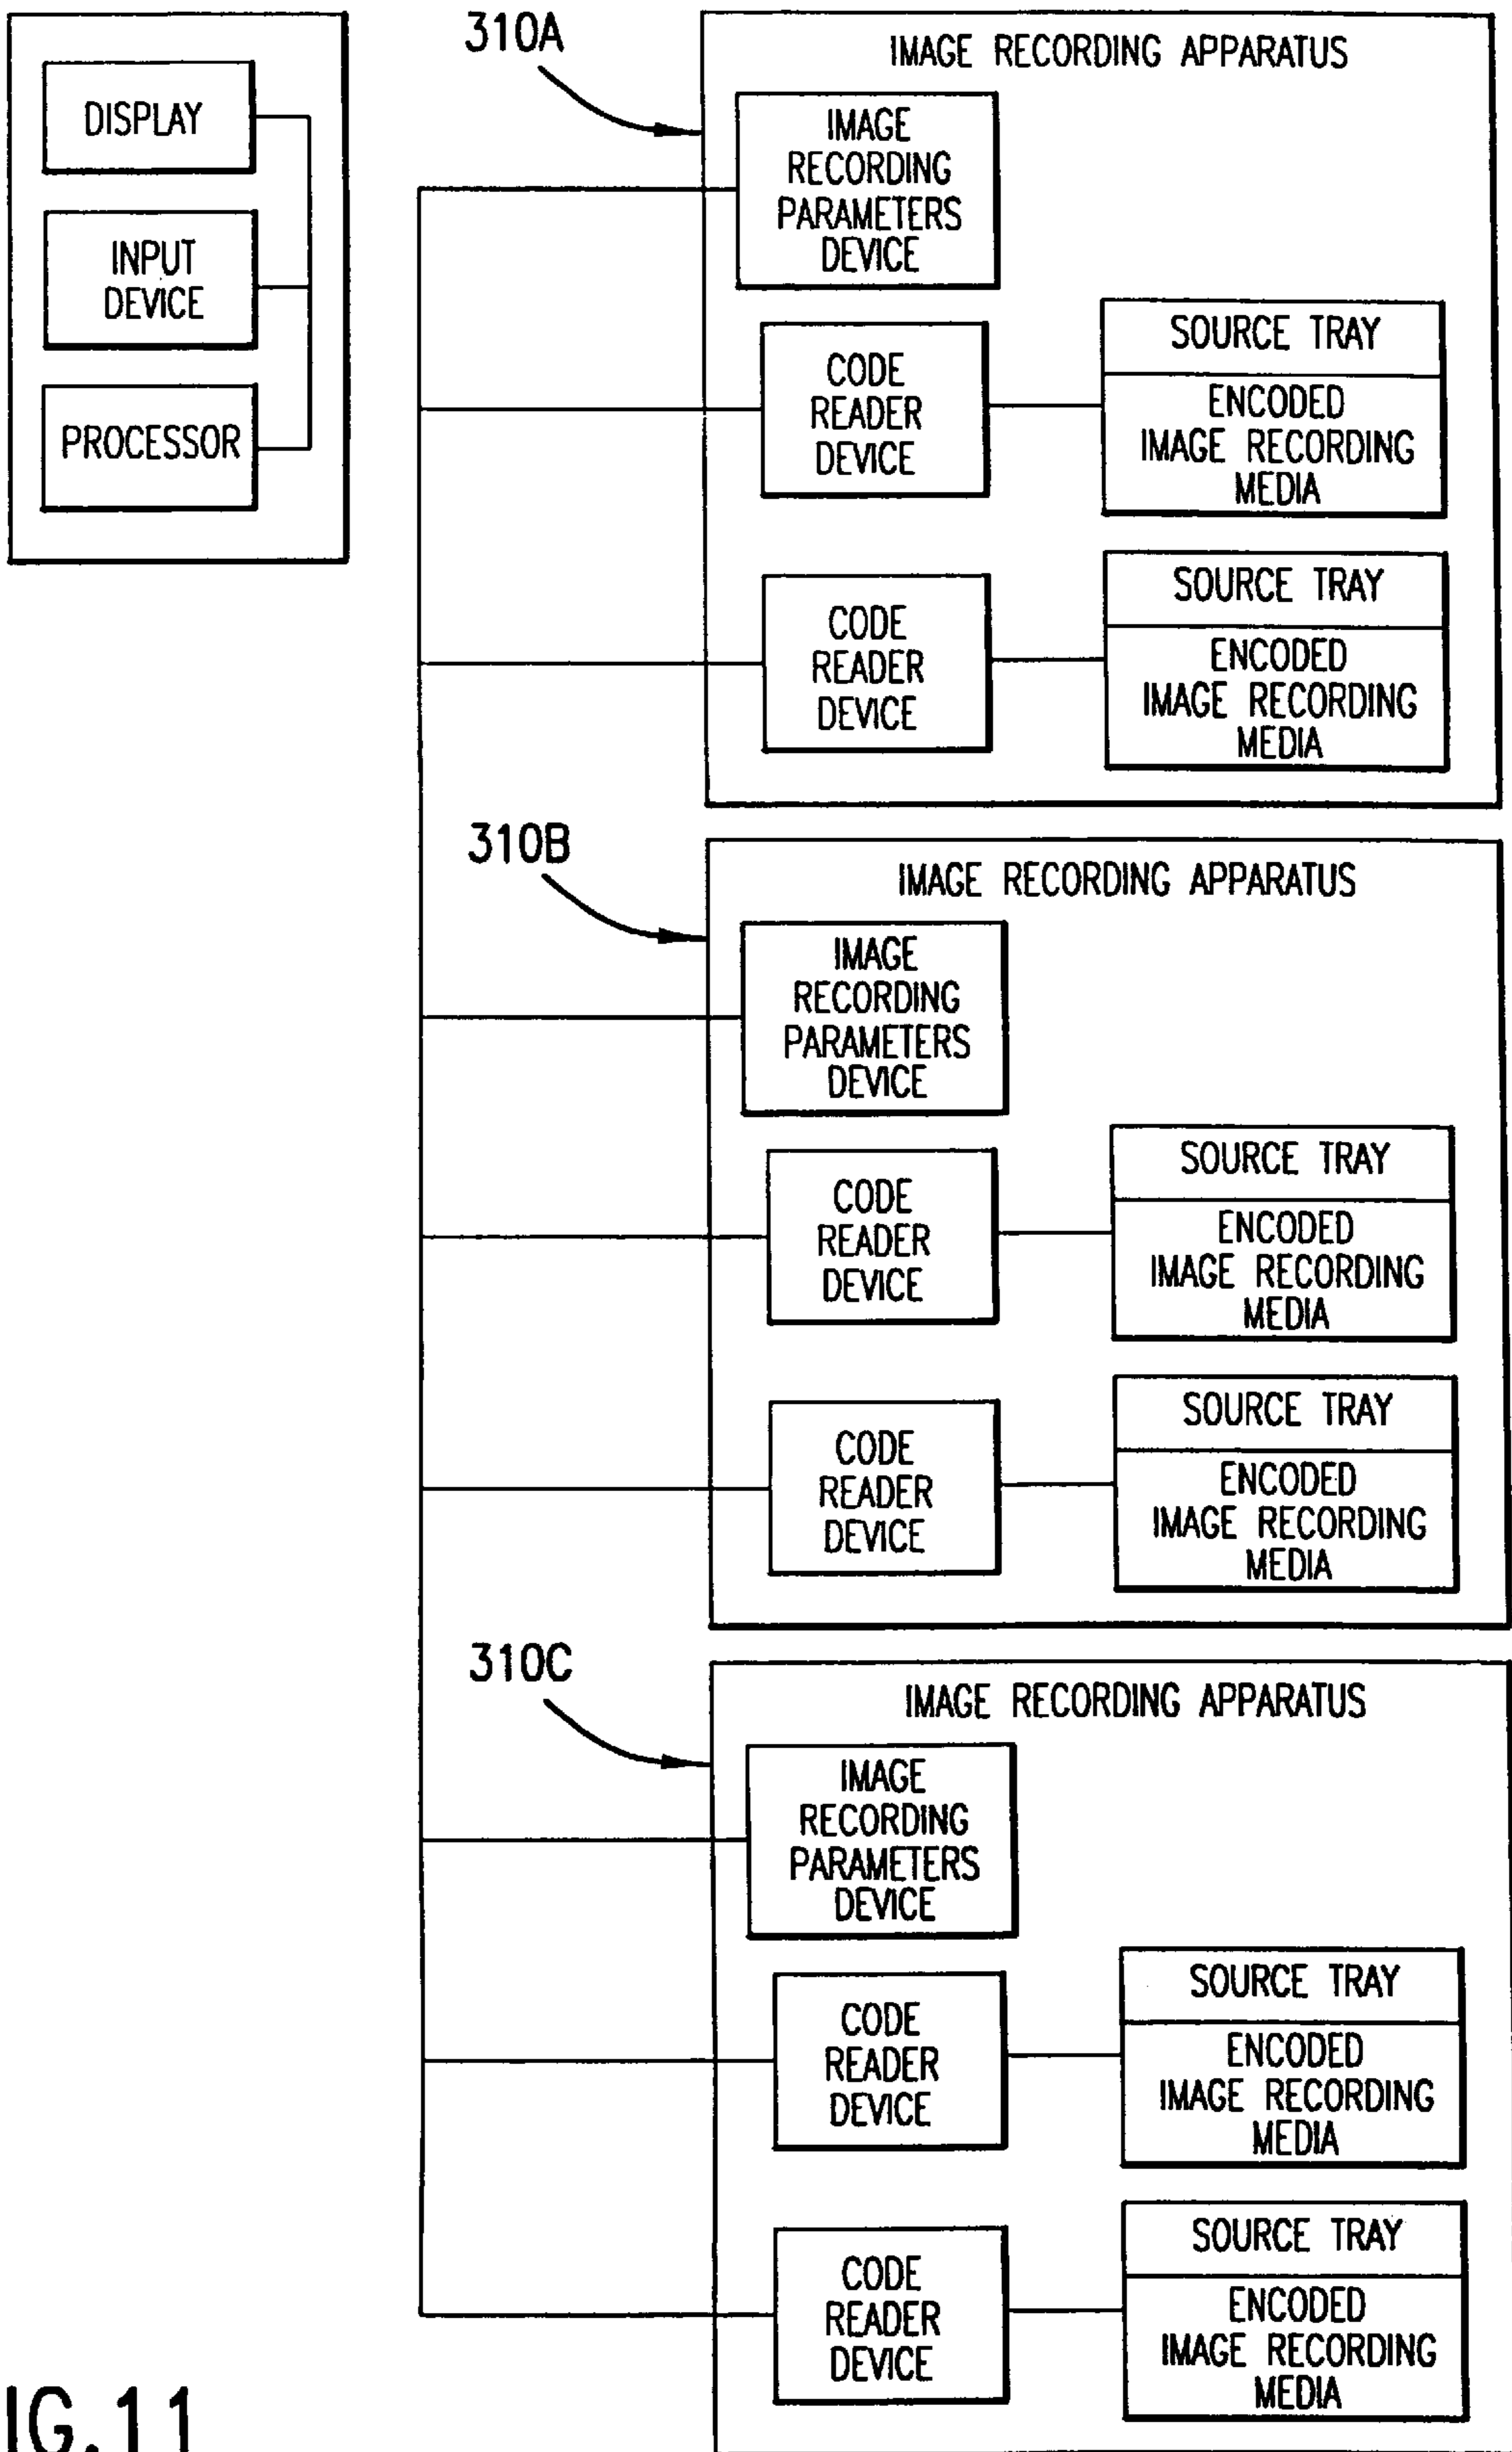 DISPLAY
INPUT
DEVICE
PROCESSOR
310A
IMAGE RECORDING APPARATUS
IMAGE
RECORDING
PARAMETERS
DEVICE
CODE
READER
DEVICE
SOURCE TRAY
ENCODED
IMAGE RECORDING
MEDIA
CODE
READER
DEVICE
SOURCE TRAY
ENCODED
IMAGE RECORDING
MEDIA
310B
IMAGE RECORDING APPARATUS
IMAGE
RECORDING
PARAMETERS
DEVICE
CODE
READER
DEVICE
SOURCE TRAY
ENCODED
IMAGE RECORDING
MEDIA
CODE
READER
DEVICE
SOURCE TRAY
ENCODED
IMAGE RECORDING
MEDIA
310C
IMAGE RECORDING APPARATUS
IMAGE
RECORDING
PARAMETERS
DEVICE
CODE
READER
DEVICE
SOURCE TRAY
ENCODED
IMAGE RECORDING
MEDIA
CODE
READER
DEVICE
SOURCE TRAY
ENCODED
IMAGE RECORDING
MEDIA
IG.11